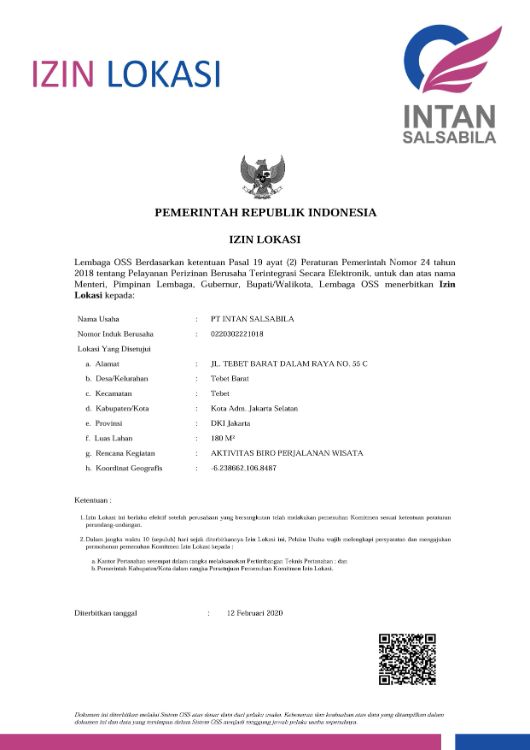 IZIN LOKASI
INTAN
SALSABILA
PEMERINTAH REPUBLIK INDONESIA
IZIN LOKASI
Lembaga OSS Berdasarkan ketentuan Pasal 19 ayat (2) Peraturan Pemerintah Nomor 24 tahun
2018 tentang Pelayanan Perizinan Berusaha Terintegrasi Secara Elektronik, untuk dan atas nama
Menteri, Pimpinan Lembaga, Gubernur, Bupati/Walikota, Lembaga OSS menerbitkan Izin
Lokasi kepada:
Nama Usaha : PT INTAN SALSABILA
Nomor Induk Berusaha : 0220302221018
Lokasi Yang Disetujui
a. Alamat : JL. TEBET BARAT DALAM RAYA NO. 55 C
b. Desa/Kelurahan : Tebet Barat
c. Kecamatan : Tebet
d. Kabupaten/Kota : Kota Adm. Jakarta Selatan
e. Provinsi : DKI Jakarta
f. Luas Lahan : 180 M²
g. Rencana Kegiatan : AKTIVITAS BIRO PERJALANAN WISATA
h. Koordinat Geografis : -6.238662,106.8487
Ketentuan :
1. Izin Lokasi ini berlaku efektif setelah perusahaan yang bersangkutan telah melakukan pemenuhan Komitmen sesuai ketentuan peraturan
perundang-undangan.
2. Dalam jangka waktu 10 (sepuluh) hari sejak diterbitkannya Izin Lokasi ini, Pelaku Usaha wajib melengkapi persyaratan dan mengajukan
permohonan pemenuhan Komitmen Izin Lokasi kepada :
a. Kantor Pertanahan setempat dalam rangka melaksanakan Pertimbangan Teknis Pertanahan ; dan
b. Pemerintah Kabupaten/Kota dalam rangka Persetujuan Pemenuhan Komitmen Izin Lokasi.
Diterbitkan tanggal : 12 Februari 2020
Dokumen ini diterbitkan melalui Sistem OSS atas dasar data dari pelaku usaha. Kebenaran dan keabsahan atas data yang ditampilkan dalam
dokumen ini dan data yang tersimpan dalam Sistem OSS menjadi tanggung jawab pelaku usaha sepenuhnya.